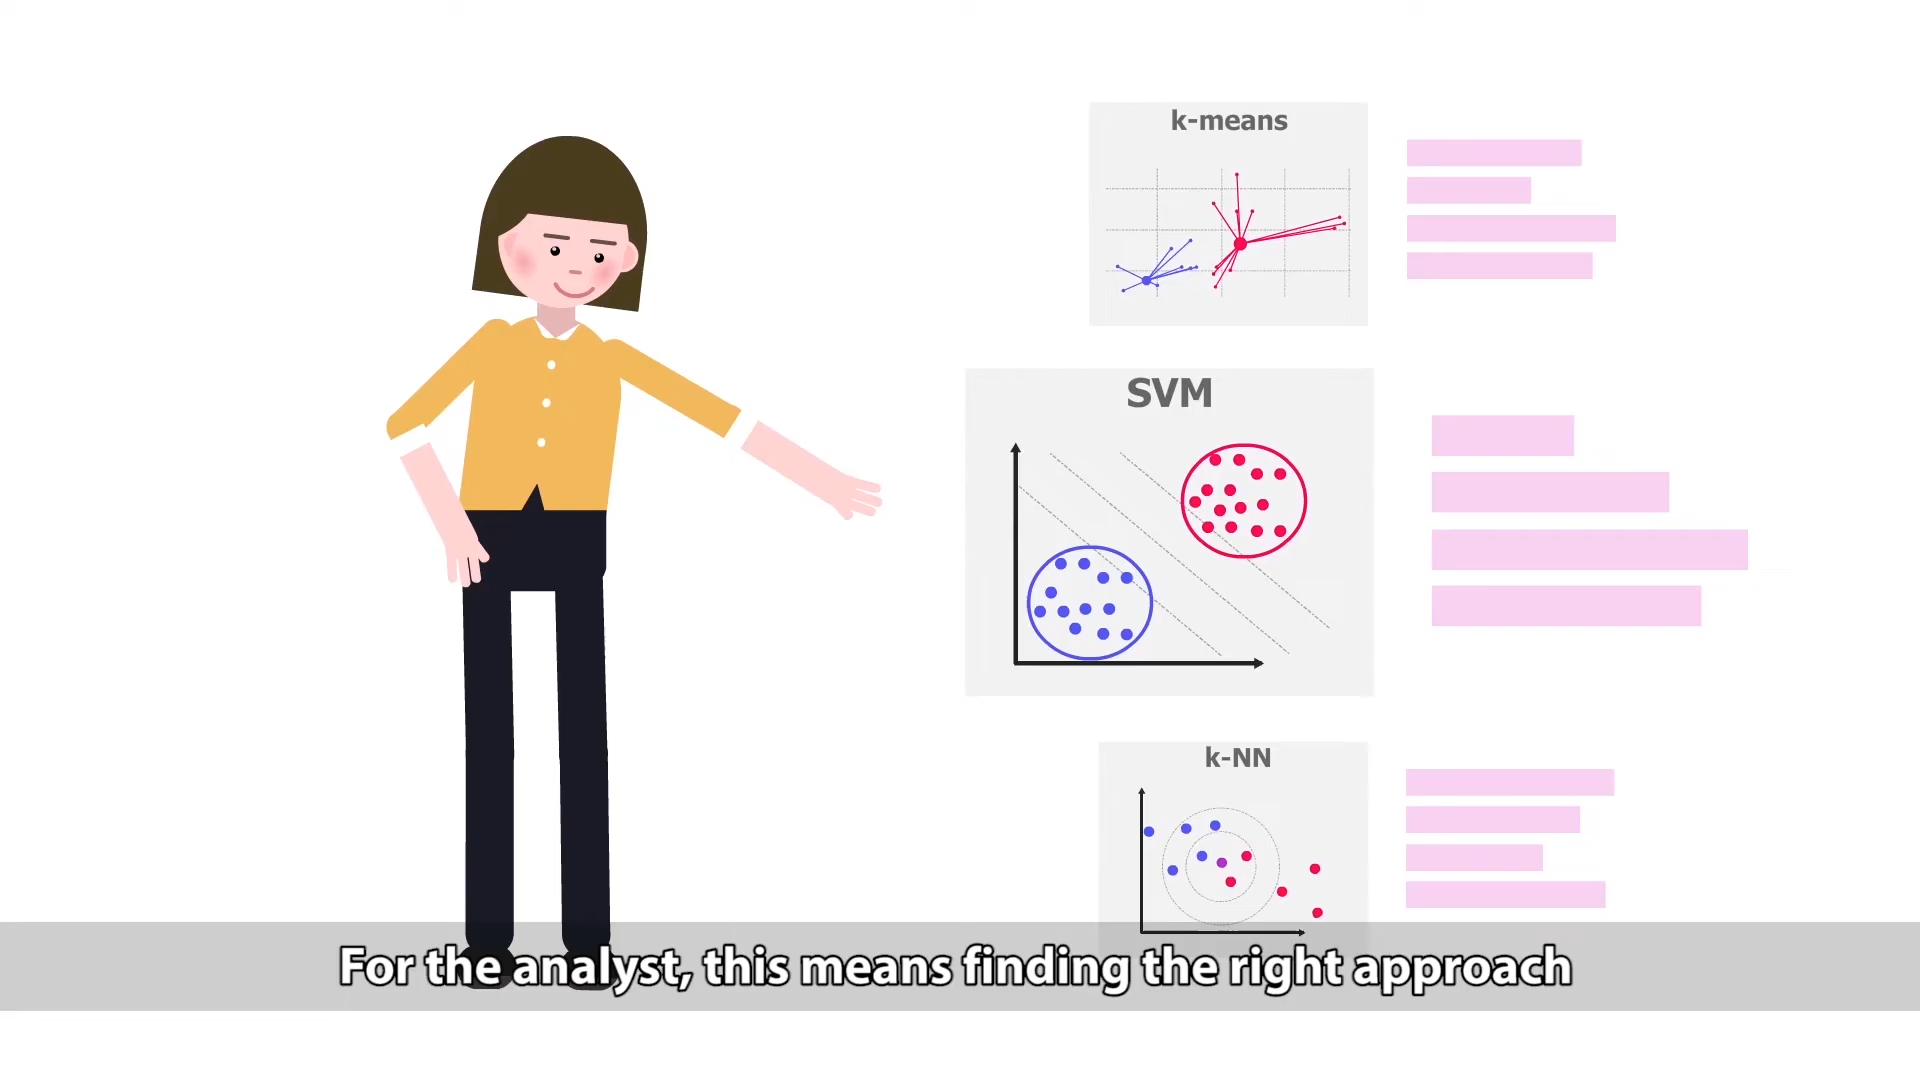 k-means
SVM
k-NN
For the analyst, this means finding the right approach